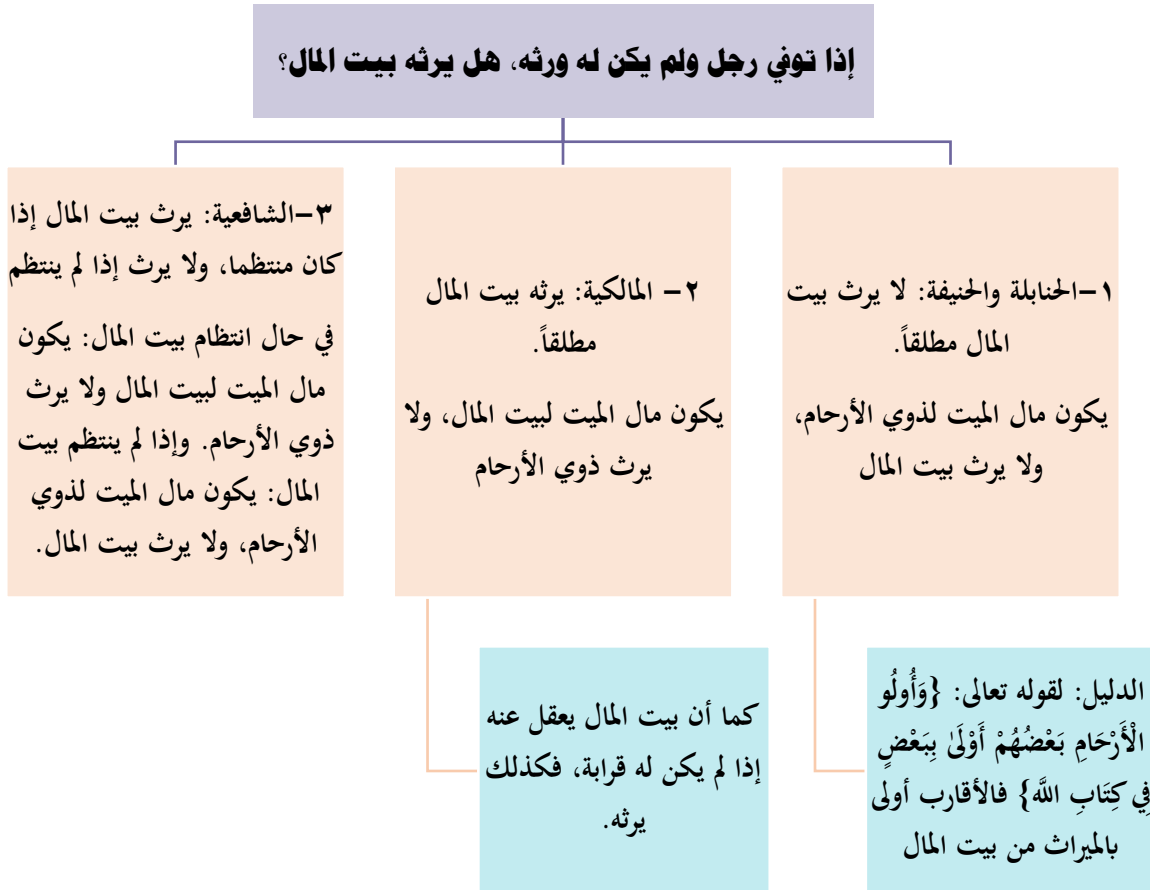 إذا توفي رجل ولم يكن له ورثه، هل يرثه بيت المال؟
١–الحنابلة والحنيفة: لا يرث بيت
المال مطلقاً.
يكون مال الميت لذوي الأرحام،
ولا يرث بيت المال
٢– المالكية: يرثه بيت المال
مطلقاً.
يكون مال الميت لبيت المال، ولا
يرث ذوي الأرحام
٣–الشافعية: يرث بيت المال إذا
كان منتظما، ولا يرث إذا لم ينتظم
في حال انتظام بيت المال: يكون
مال الميت لبيت المال ولا يرث
ذوي الأرحام. وإذا لم ينتظم بيت
المال: يكون مال الميت لذوي
الأرحام، ولا يرث بيت المال.
الدليل: لقوله تعالى: {وَأُولُو
الْأَرْحَامِ بَعْضُهُمْ أَوْلَىٰ بِبَعْضٍ
فِي كِتَابِ اللَّه} فالأقارب أولى
بالميراث من بيت المال
كما أن بيت المال يعقل عنه
إذا لم يكن له قرابة، فكذلك
يرثه.